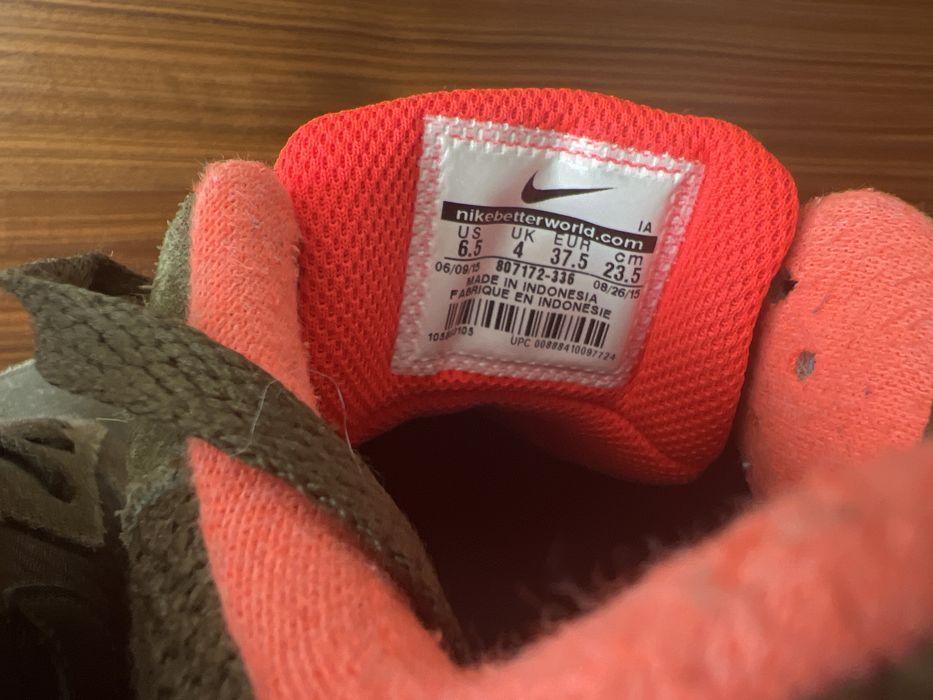 nikebetterworld.com
IA
US UK EUR cm
6.5 4 37.5 23.5
06/09/15 807172-336 08/26/15
MADE IN INDONESIA
FABRIQUE EN INDONESIE
UPC 00888410097724